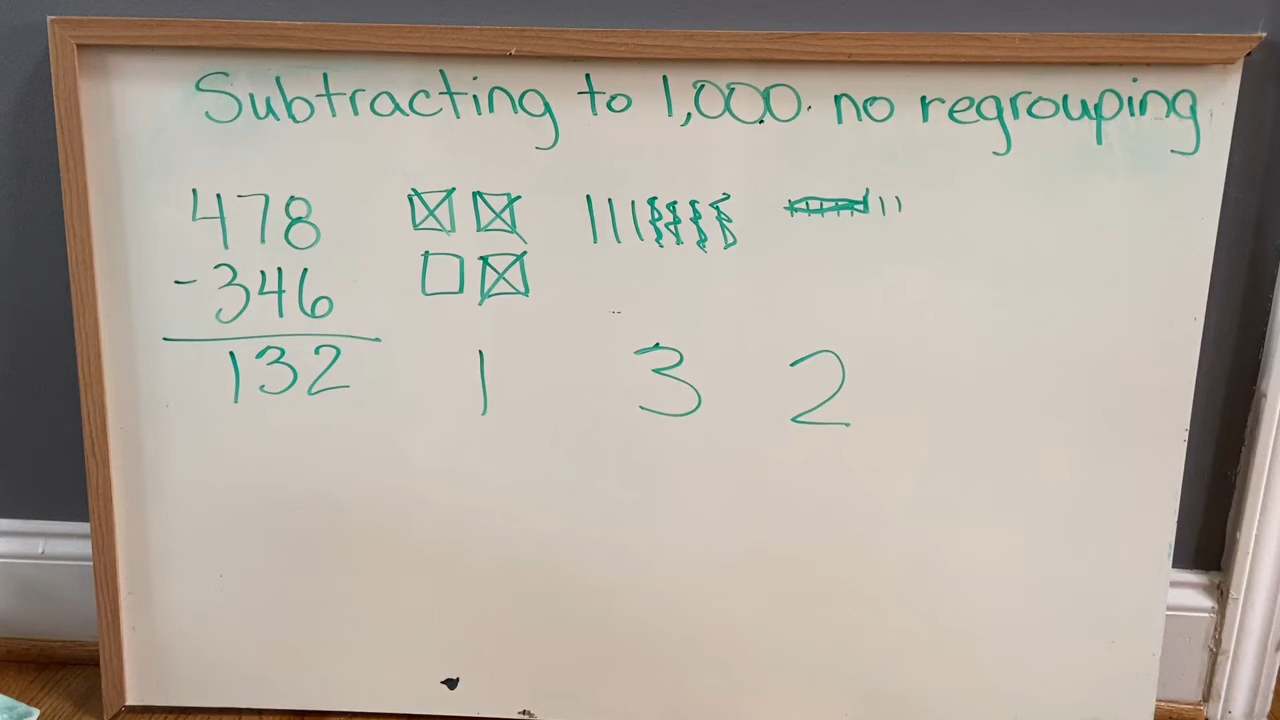 Subtracting to 1,000 no regrouping
478
-346
132 1 3 2